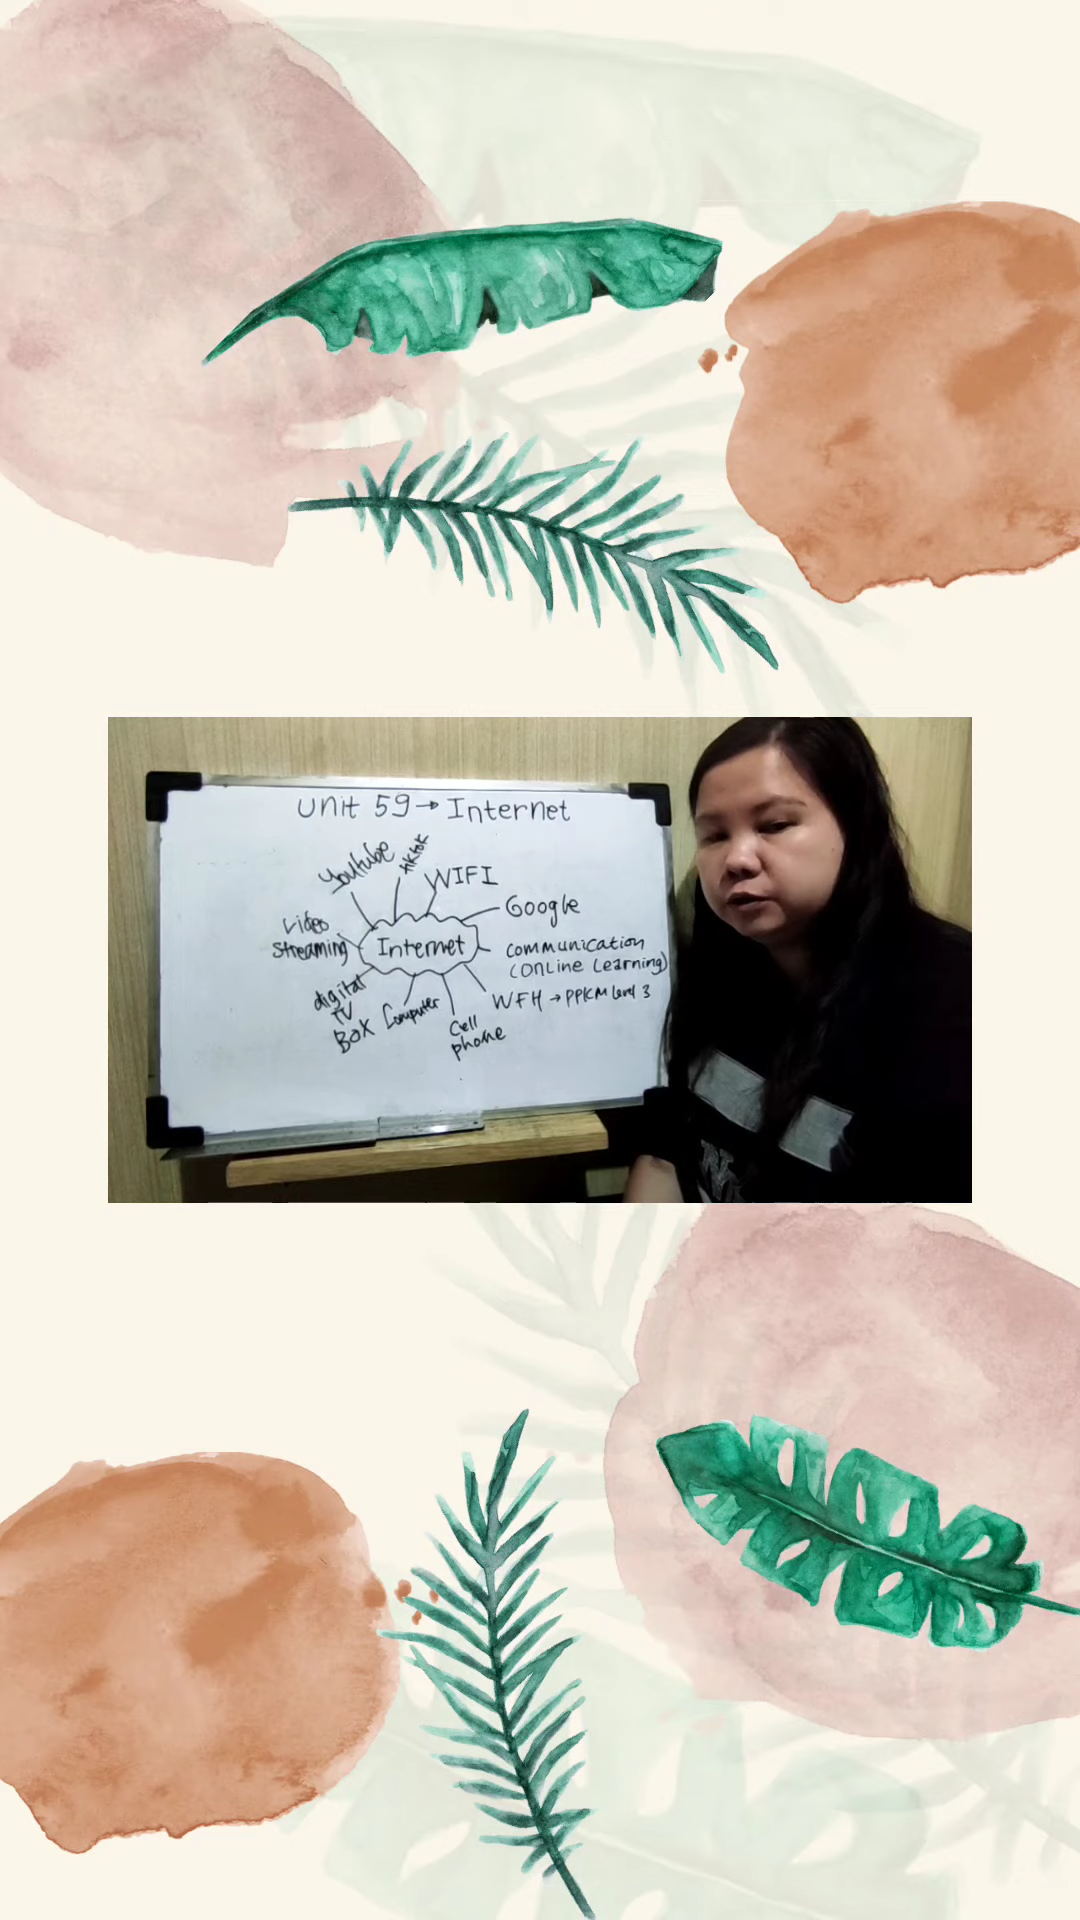 Unit 59 → Internet
Youtube
tiktok
WIFI
Google
Video
Streaming
Internet
communication
(online Learning)
digital
TV
BOX
Computer
Cell
phone
WFH → PPKM Level 3